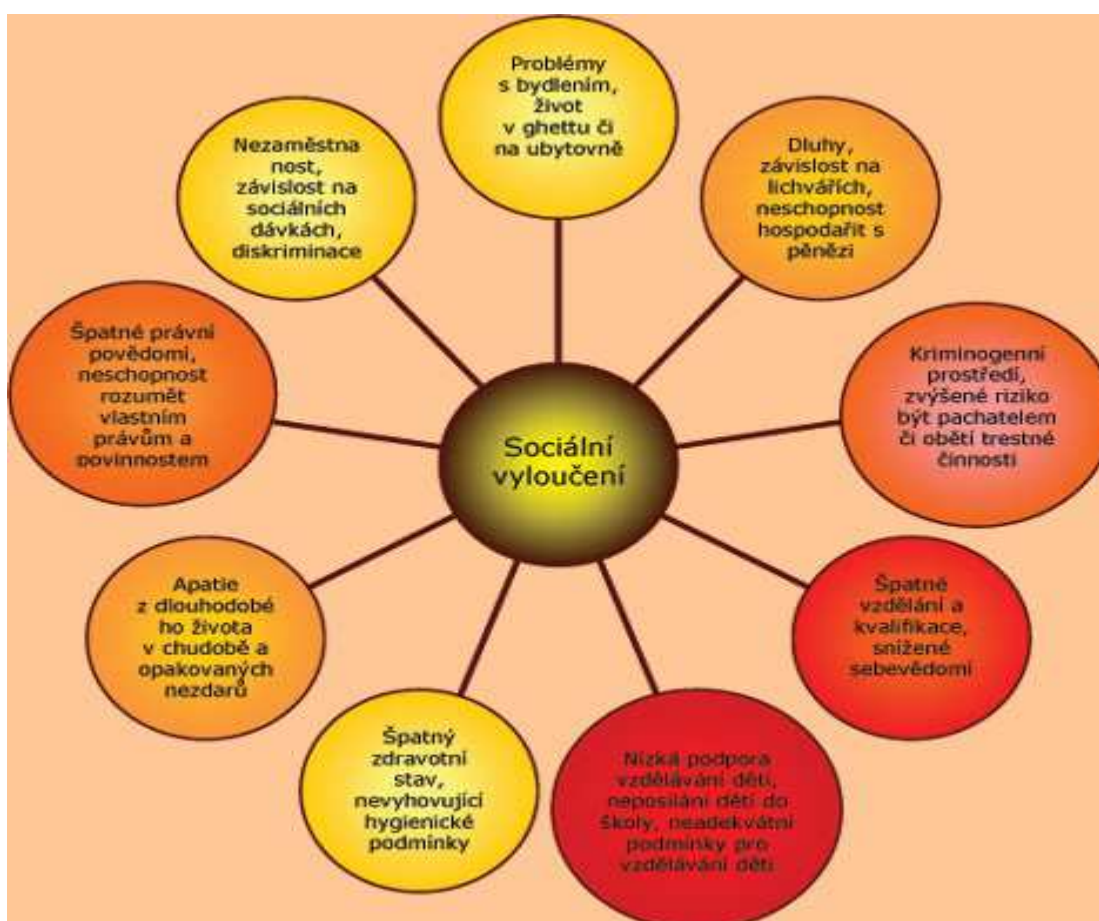 Problémy
s bydlením,
život
v ghettu či
na ubytovně
Dluhy,
závislost na
lichvářích,
neschopnost
hospodařit s
pěnězi
Kriminogenní
prostředí,
zvýšené riziko
být pachatelem
či obětí trestné
činnosti
Špatné
vzdělání a
kvalifikace,
snížené
sebevědomí
Nízká podpora
vzdělávání dětí,
neposílání dětí do
školy, neadekvátní
podmínky pro
vzdělávání dětí
Špatný
zdravotní
stav,
nevyhovující
hygienické
podmínky
Apatie
z dlouhodobé
ho života
v chudobě a
opakovaných
nezdarů
Špatné právní
povědomí,
neschopnost
rozumět
vlastním
právům a
povinnostem
Nezaměstna
nost,
závislost na
sociálních
dávkách,
diskriminace
Sociální
vyloučení